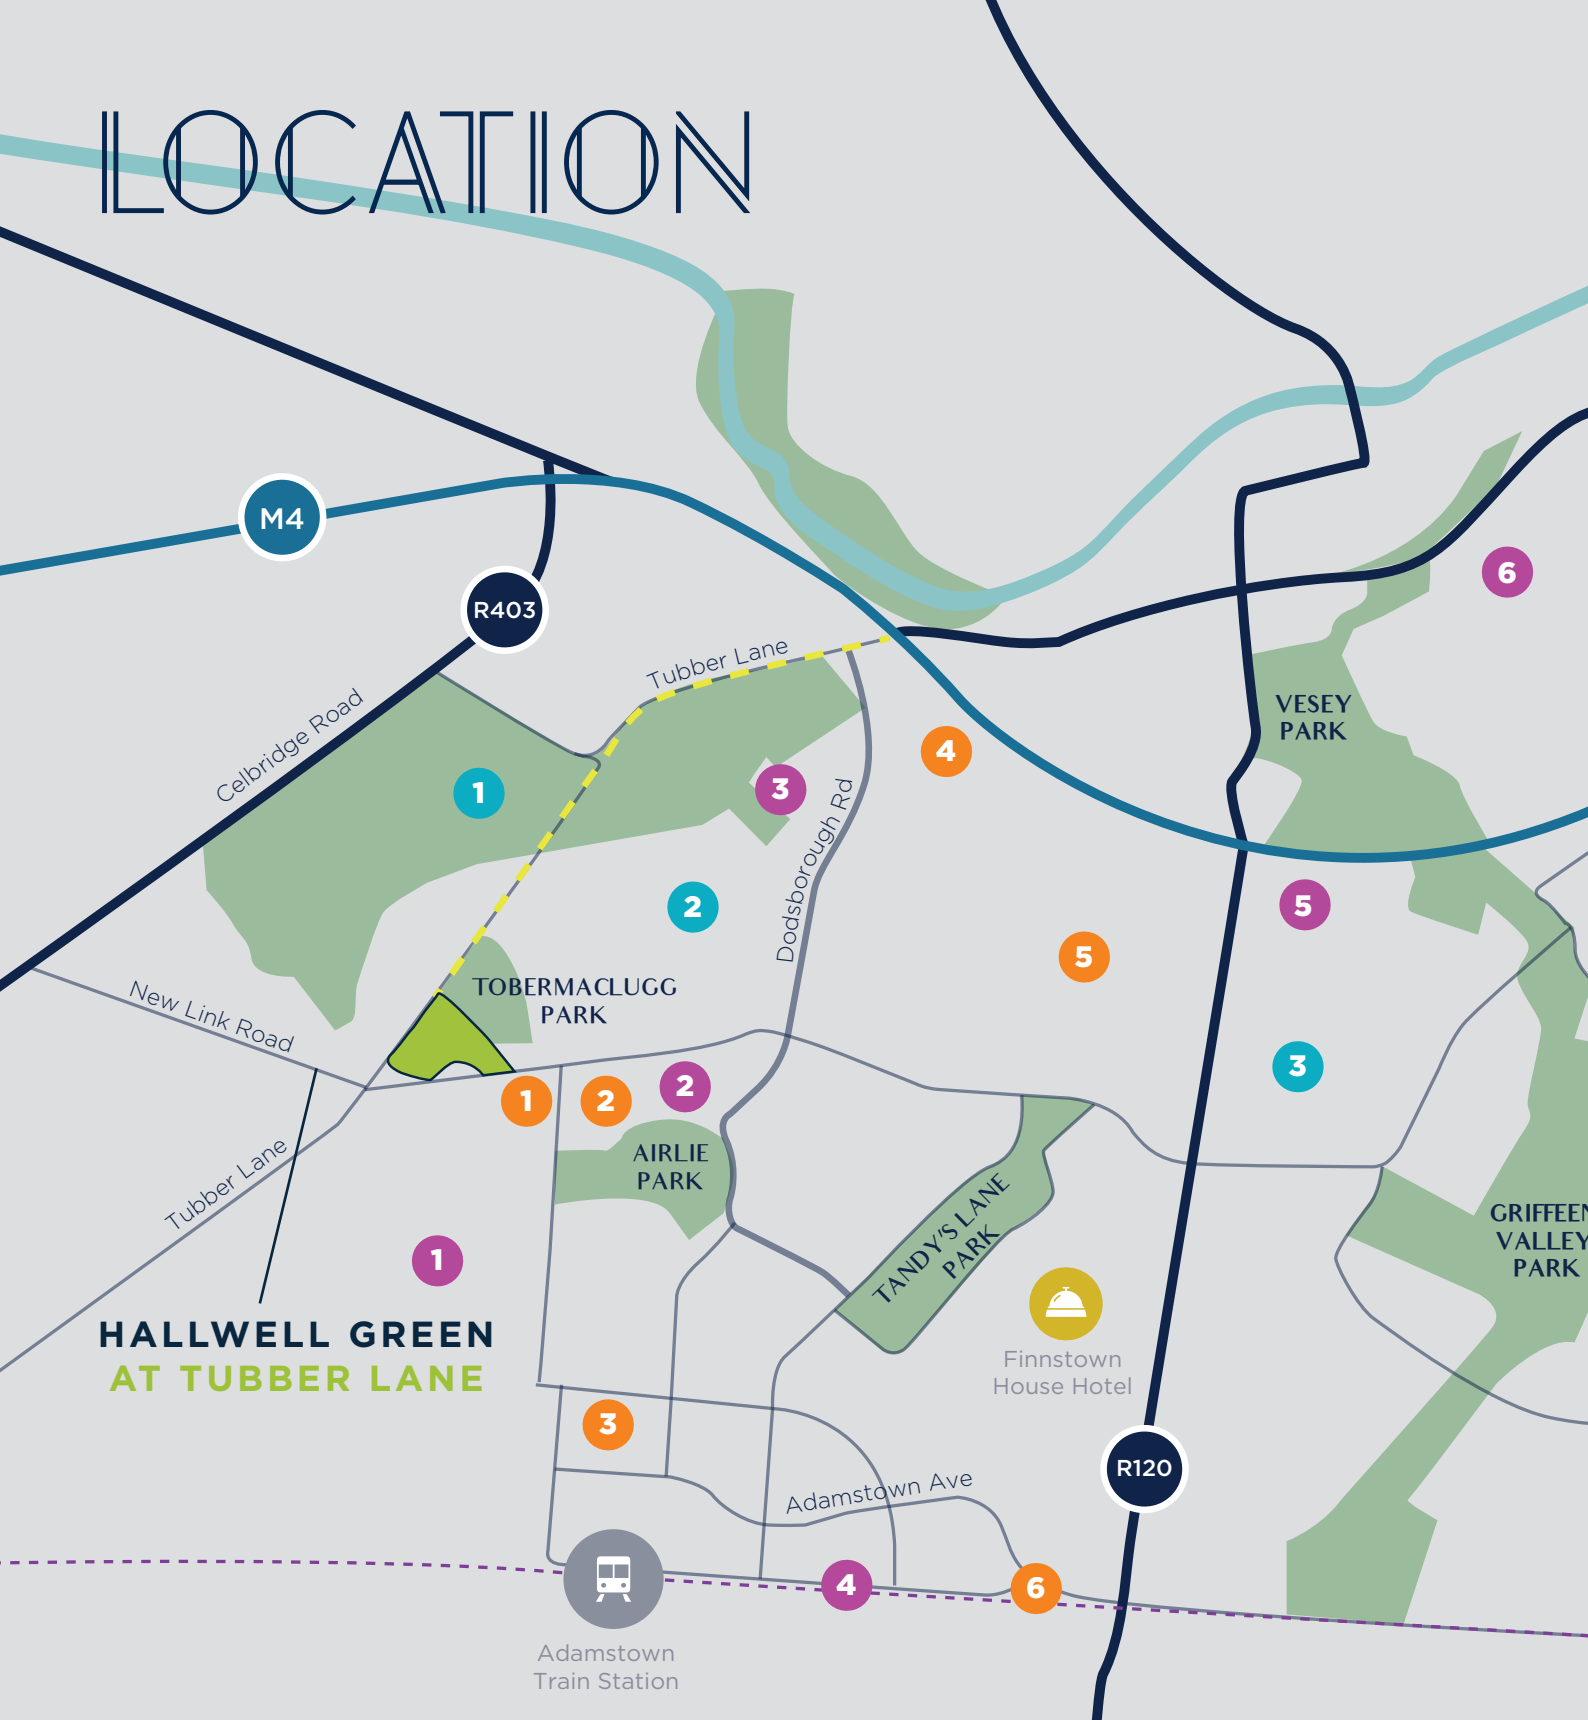 LOCATION
M4
R403
6
Tubber Lane
Celbridge Road
VESEY
PARK
4
1
3
Dodsborough Rd
2
5
5
TOBERMACLUGG
PARK
New Link Road
3
1
2
2
AIRLIE
PARK
Tubber Lane
TANDY'S LANE
PARK
GRIFFEEN
VALLEY
PARK
1
HALLWELL GREEN
AT TUBBER LANE
Finnstown
House Hotel
3
R120
Adamstown Ave
4
6
Adamstown
Train Station